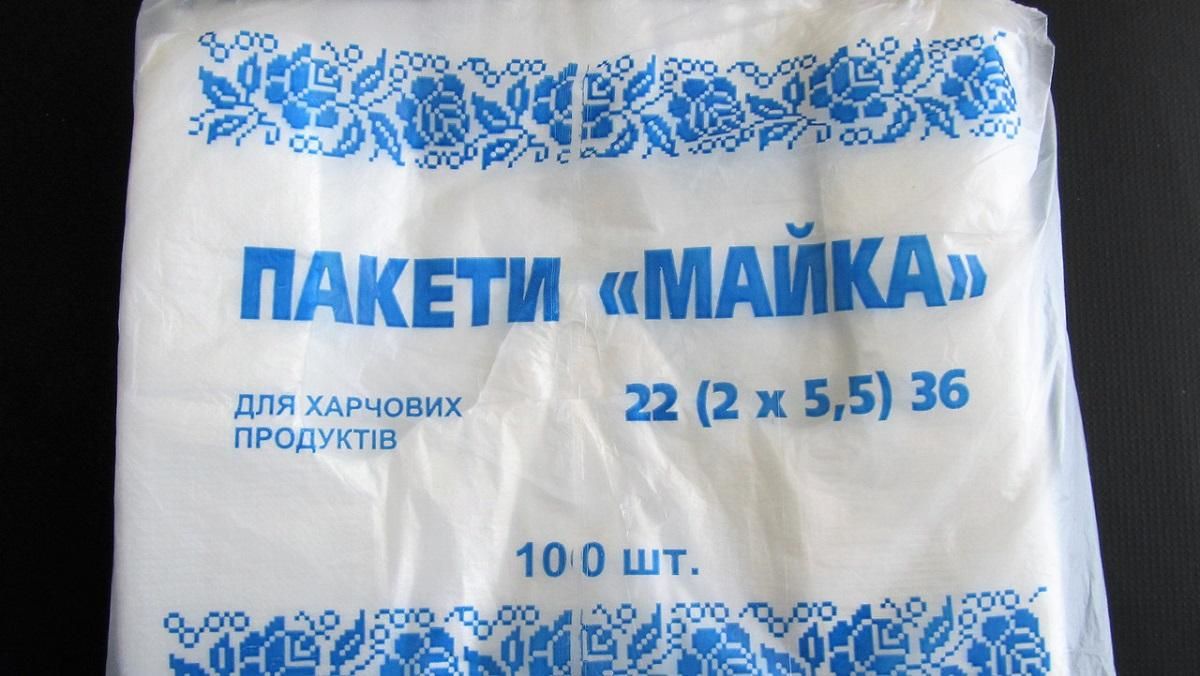 ПАКЕТИ «МАЙКА»
ДЛЯ ХАРЧОВИХ
ПРОДУКТІВ
22 (2 х 5,5) 36
100 шт.